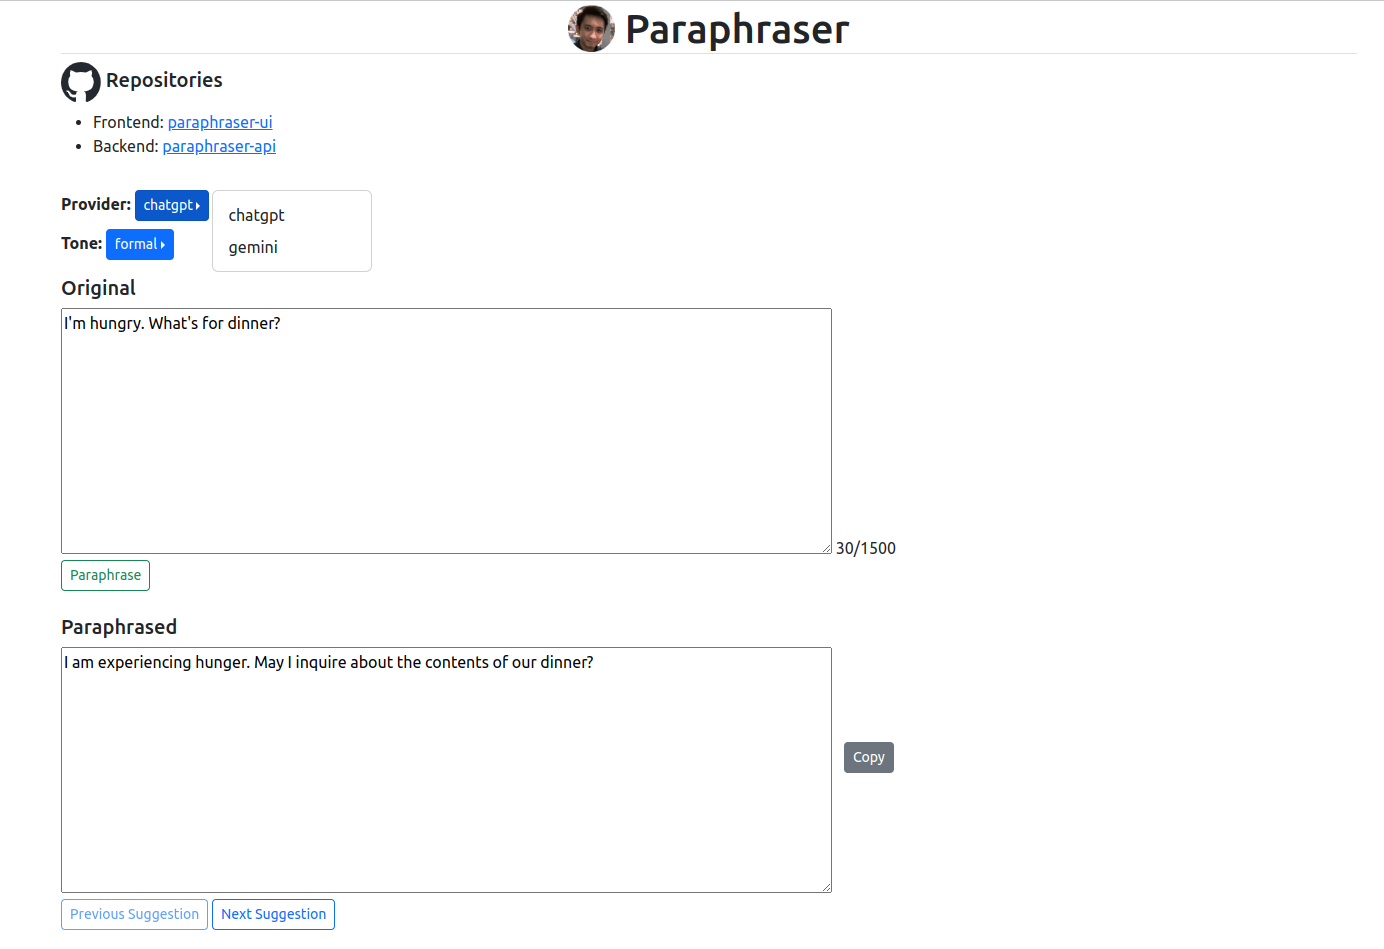 Paraphraser
Repositories
Frontend: paraphraser-ui
Backend: paraphraser-api
Provider: chatgpt
chatgpt
gemini
Tone: formal
Original
I'm hungry. What's for dinner?
30/1500
Paraphrase
Paraphrased
I am experiencing hunger. May I inquire about the contents of our dinner?
Copy
Previous Suggestion Next Suggestion